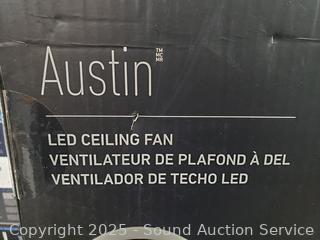 Austin TM MC MR
LED CEILING FAN
VENTILATEUR DE PLAFOND À DEL
VENTILADOR DE TECHO LED
Copyright 2025 - Sound Auction Service